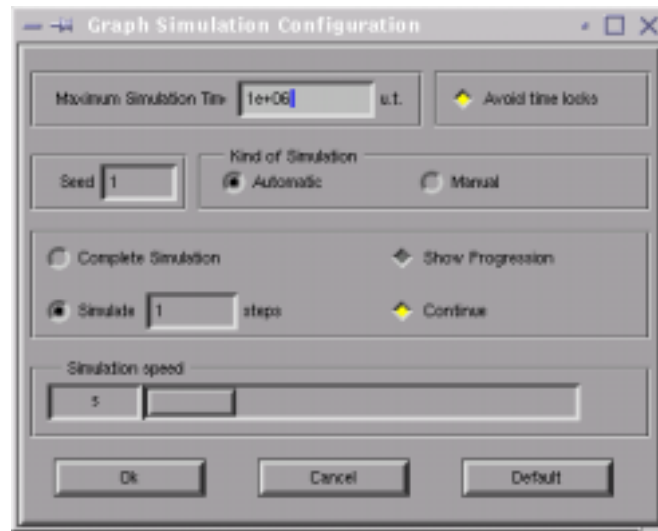 Graph Simulation Configuration
Maximum Simulation Tim 1e+06 u.t. Avoid time locks
Seed 1
Kind of Simulation
Automatic Manual
Complete Simulation Show Progression
Simulate 1 steps Continue
Simulation speed
s
Ok Cancel Default